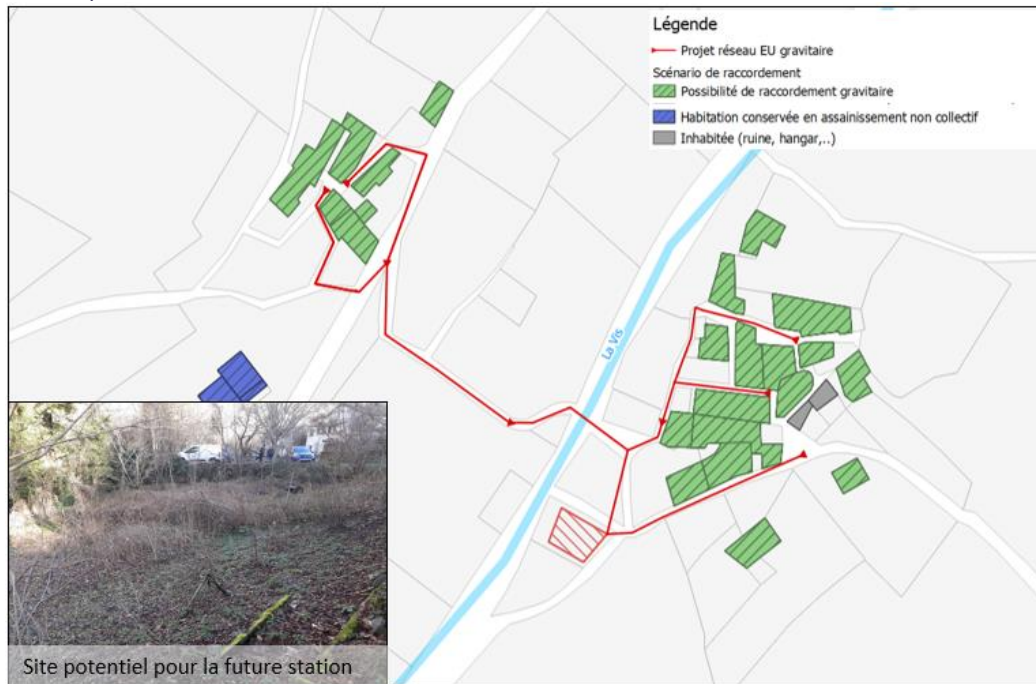 Légende
Projet réseau EU gravitaire
Scénario de raccordement
Possibilité de raccordement gravitaire
Habitation conservée en assainissement non collectif
Inhabitée (ruine, hangar,..)
La Vis
Site potentiel pour la future station